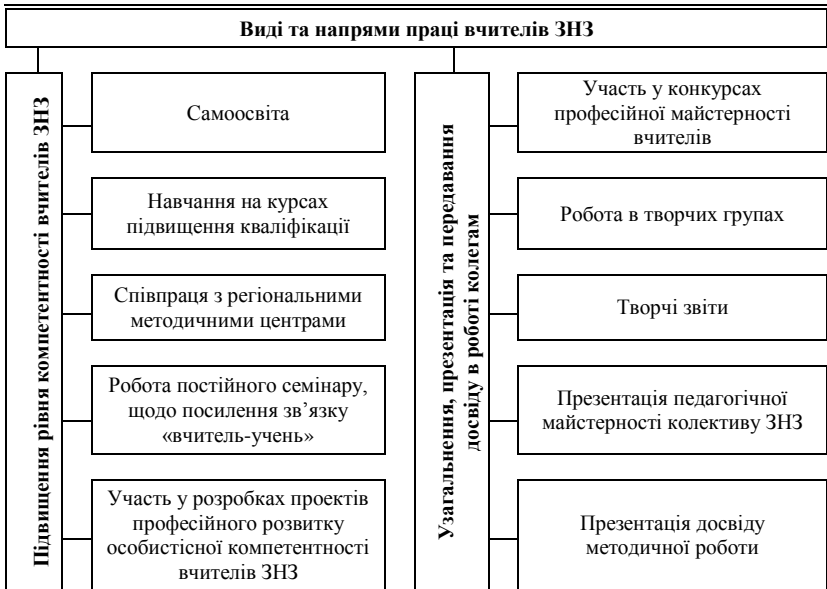 Виді та напрями праці вчителів ЗНЗ
Підвищення рівня компетентності вчителів ЗНЗ
Самоосвіта
Навчання на курсах
підвищення кваліфікації
Співпраця з регіональними
методичними центрами
Робота постійного семінару,
щодо посилення зв’язку
«вчитель-учень»
Участь у розробках проектів
професійного розвитку
особистісної компетентності
вчителів ЗНЗ
Узагальнення, презентація та передавання
досвіду в роботі колегам
Участь у конкурсах
професійної майстерності
вчителів
Робота в творчих групах
Творчі звіти
Презентація педагогічної
майстерності колективу ЗНЗ
Презентація досвіду
методичної роботи